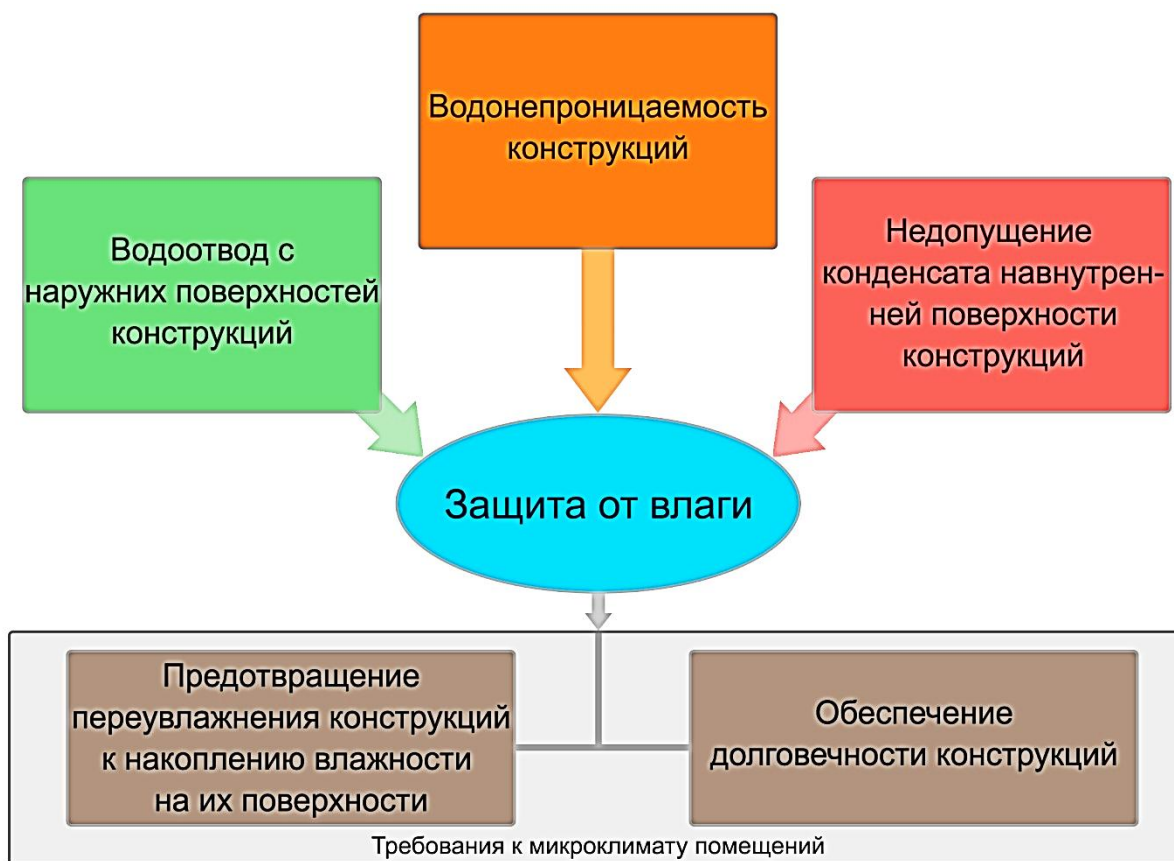 Водонепроницаемость
конструкций
Водоотвод с
наружних поверхностей
конструкций
Недопущение
конденсата навнутрен-
ней поверхности
конструкций
Защита от влаги
Предотвращение
переувлажнения конструкций
к накоплению влажности
на их поверхности
Обеспечение
долговечности конструкций
Требования к микроклимату помещений